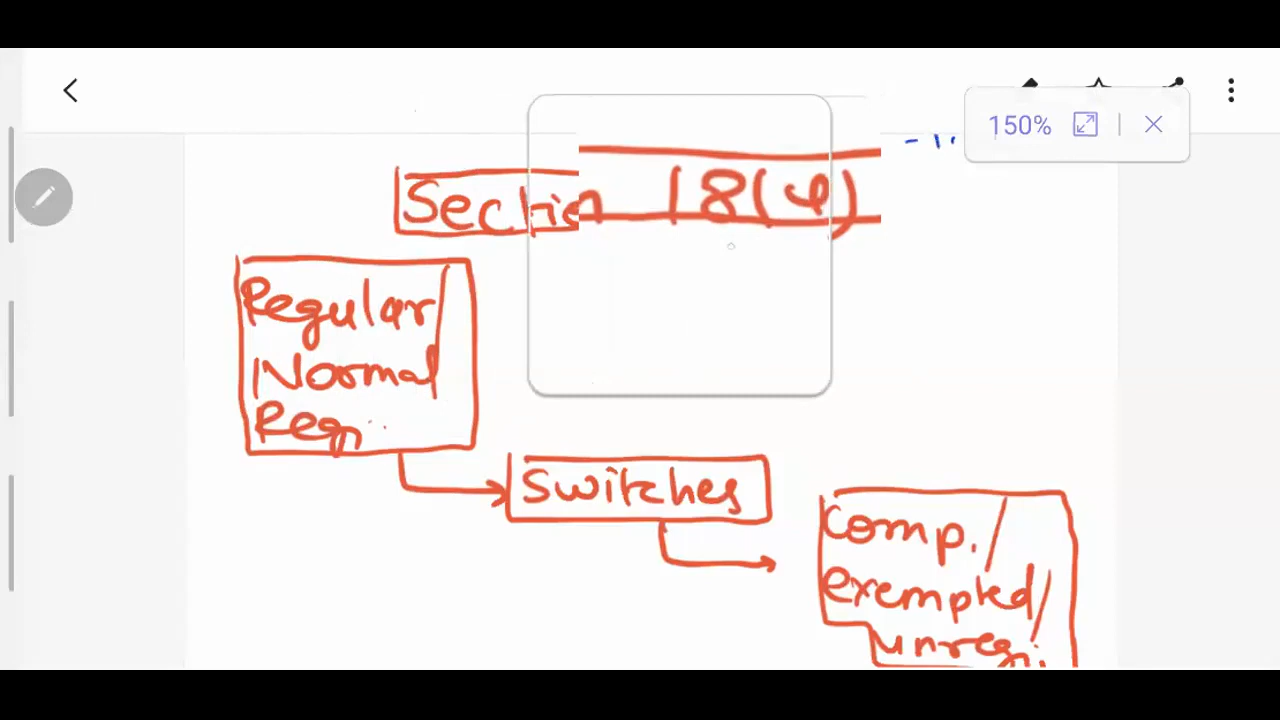 150%
Section 18(4)
Regular/
Normal
Regn
Switches
Comp./
exempted/
unregi.